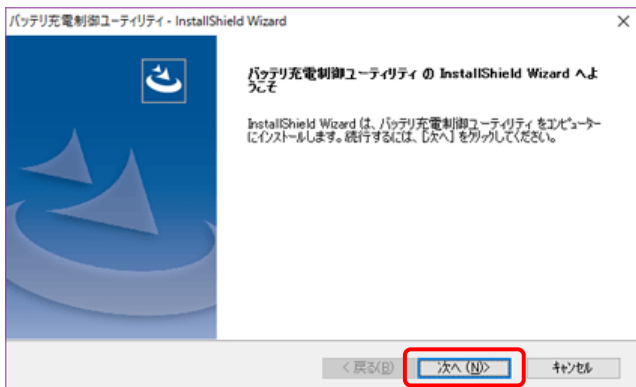 バッテリ充電制御ユーティリティ - InstallShield Wizard
バッテリ充電制御ユーティリティ の InstallShield Wizard へよ
うこそ
InstallShield Wizard は、バッテリ充電制御ユーティリティ をコンピューター
にインストールします。続行するには、[次へ] をクリックしてください。
< 戻る(B)
次へ (N)>
キャンセル